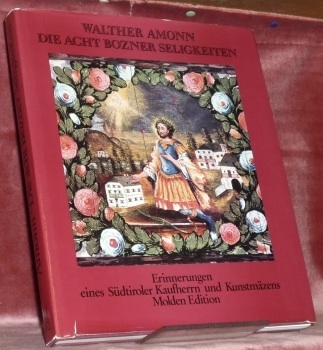 WALTHER AMONN
DIE ACHT BOZNER SELIGKEITEN
Erinnerungen
eines Südtiroler Kaufherrn und Kunstmäzens
Molden Edition